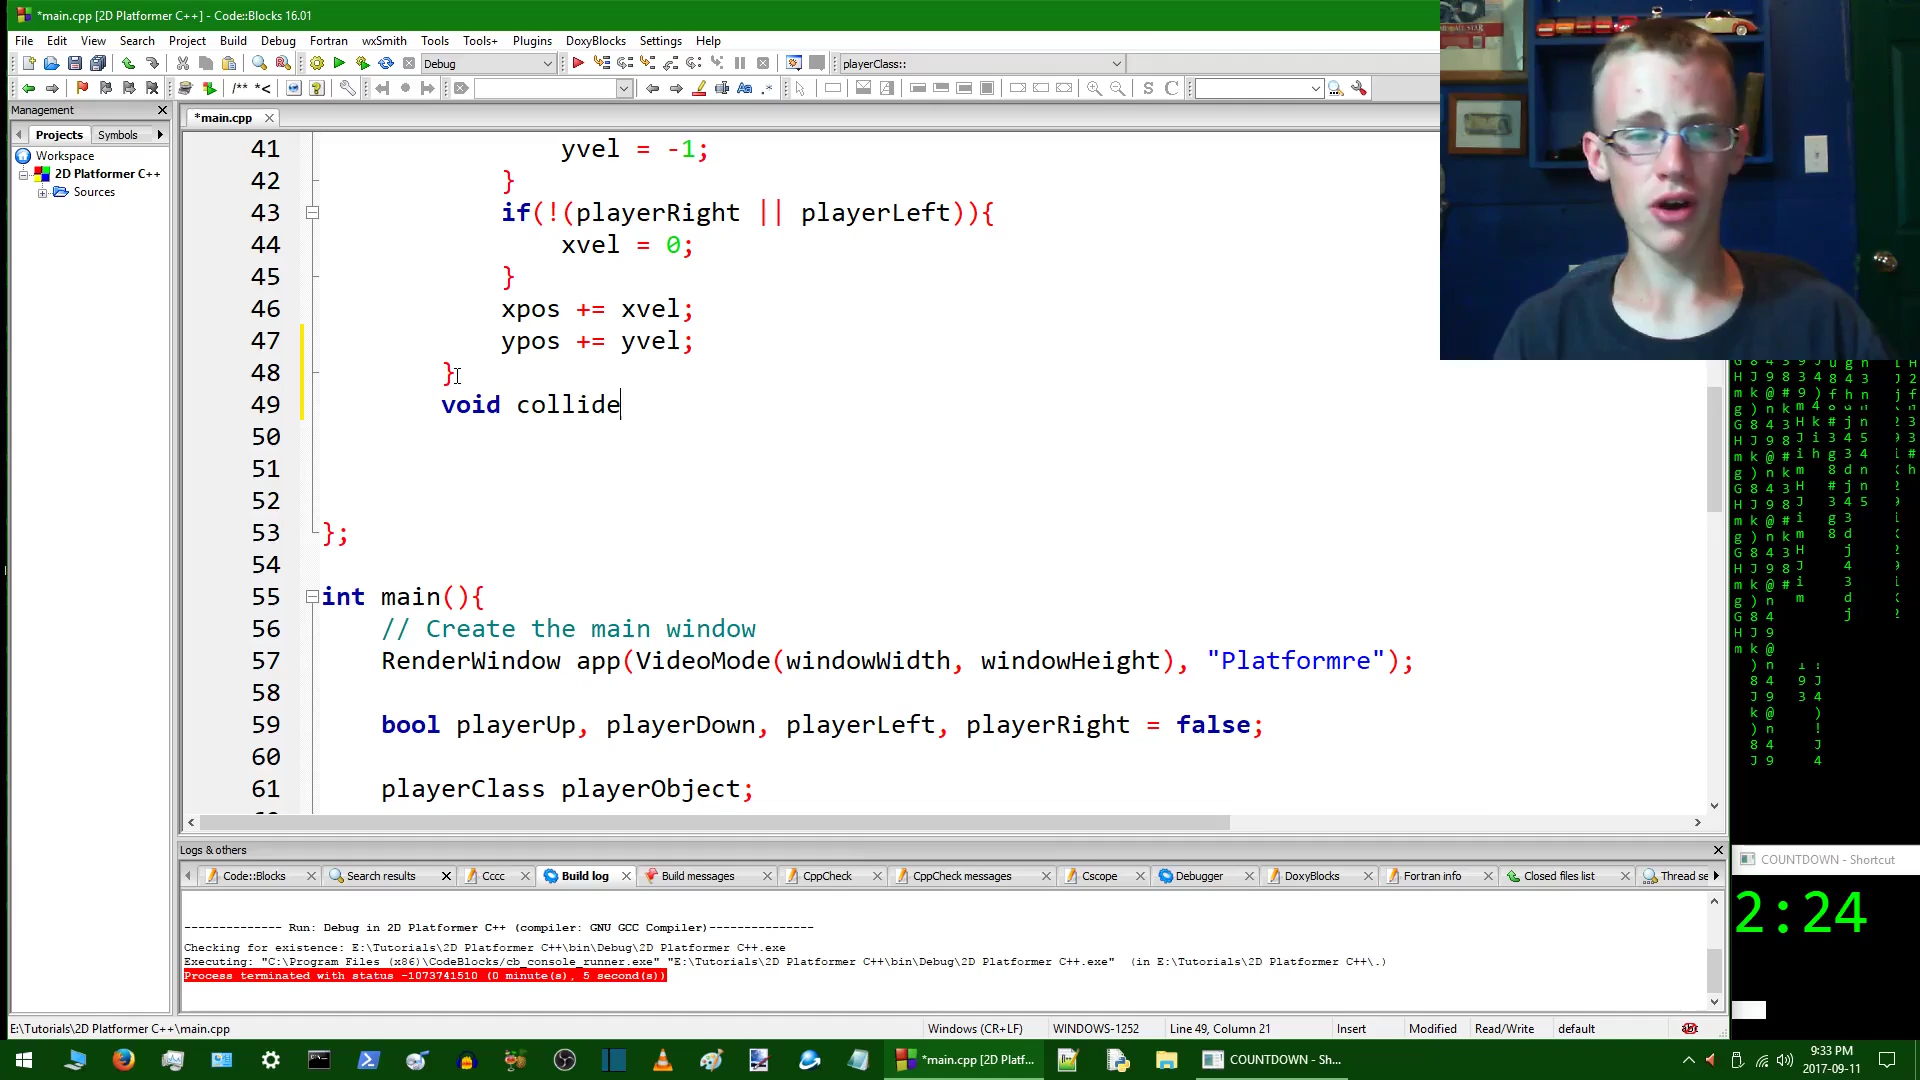 *main.cpp [2D Platformer C++] - Code::Blocks 16.01
File Edit View Search Project Build Debug Fortran wxSmith Tools Tools+ Plugins DoxyBlocks Settings Help
Debug playerClass::
/** *<
Management
*main.cpp
Projects Symbols
Workspace
2D Platformer C++
Sources
41 yvel = -1;
42 }
43 if(!(playerRight || playerLeft)){
44 xvel = 0;
45 }
46 xpos += xvel;
47 ypos += yvel;
48 }
49 void collide
50
51
52
53 };
54
55 int main(){
56 // Create the main window
57 RenderWindow app(VideoMode(windowWidth, windowHeight), "Platformre");
58
59 bool playerUp, playerDown, playerLeft, playerRight = false;
60
61 playerClass playerObject;
Logs & others
Code::Blocks Search results Cccc Build log Build messages CppCheck CppCheck messages Cscope Debugger DoxyBlocks Fortran info Closed files list Thread se
-------------- Run: Debug in 2D Platformer C++ (compiler: GNU GCC Compiler)---------------
Checking for existence: E:\Tutorials\2D Platformer C++\bin\Debug\2D Platformer C++.exe
Executing: "C:\Program Files (x86)\CodeBlocks/cb_console_runner.exe" "E:\Tutorials\2D Platformer C++\bin\Debug\2D Platformer C++.exe" (in E:\Tutorials\2D Platformer C++\.)
Process terminated with status -1073741510 (0 minute(s), 5 second(s))
E:\Tutorials\2D Platformer C++\main.cpp Windows (CR+LF) WINDOWS-1252 Line 49, Column 21 Insert Modified Read/Write default
COUNTDOWN - Shortcut
2:24
*main.cpp [2D Platf... COUNTDOWN - Sh...
9:33 PM
2017-09-11